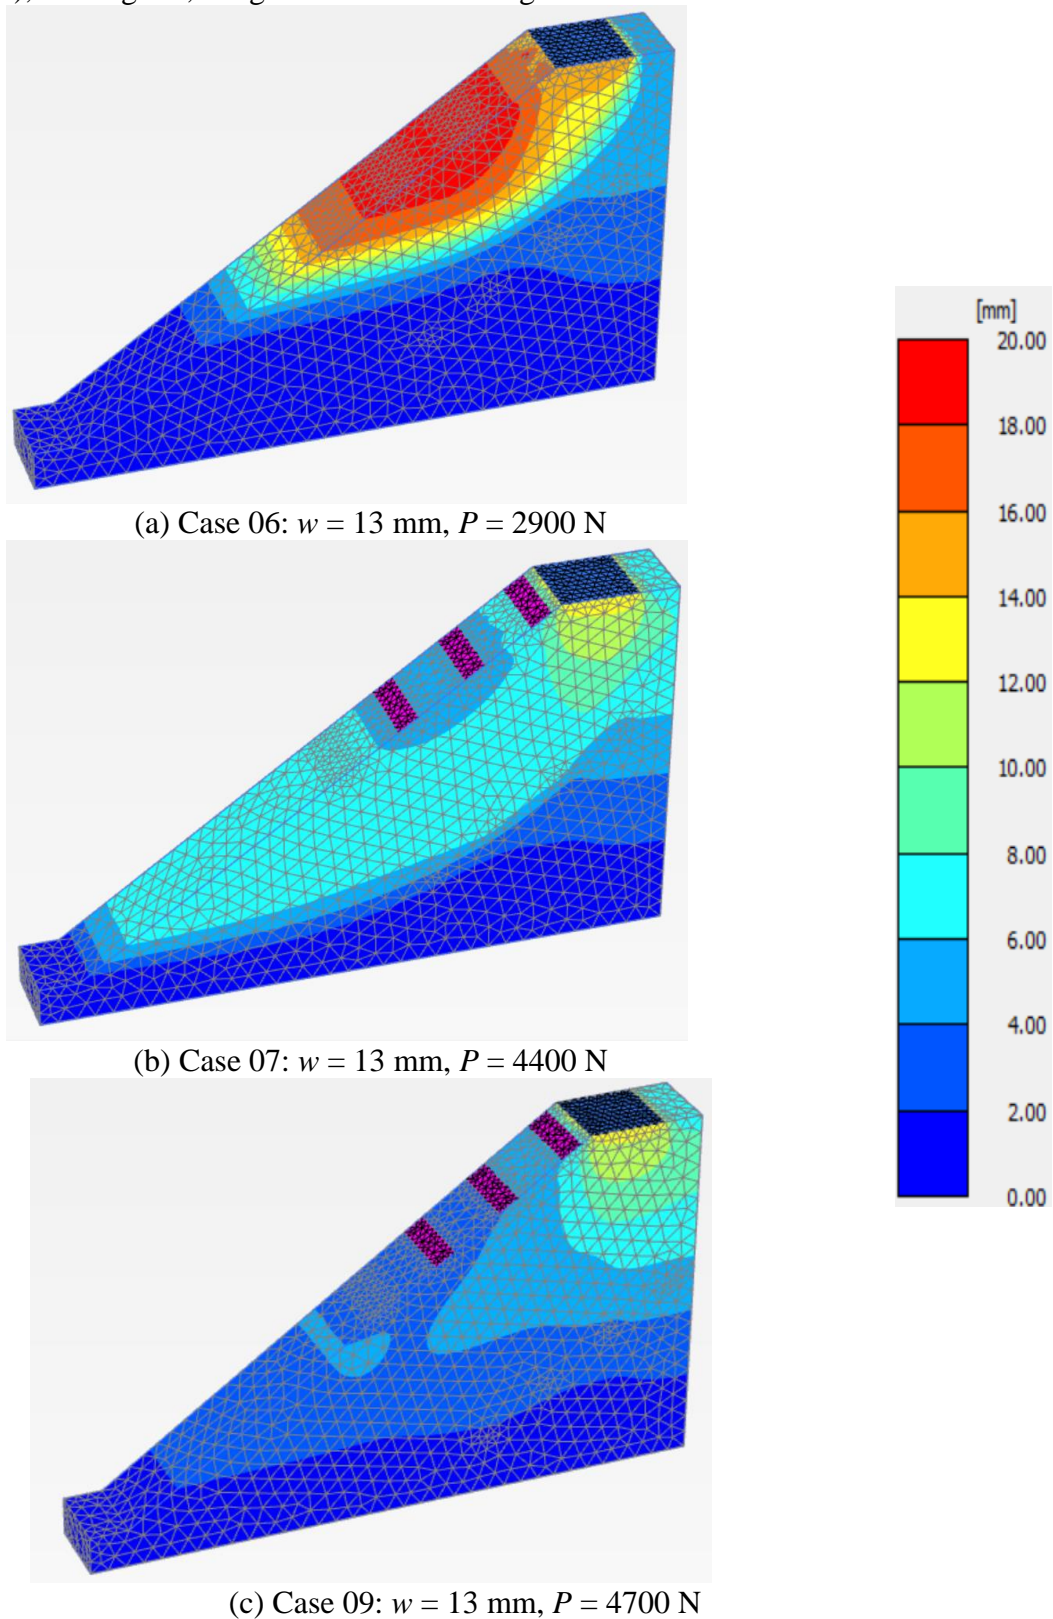 [mm]
20.00
18.00
16.00
14.00
12.00
10.00
8.00
6.00
4.00
2.00
0.00
(a) Case 06: w = 13 mm, P = 2900 N
(b) Case 07: w = 13 mm, P = 4400 N
(c) Case 09: w = 13 mm, P = 4700 N